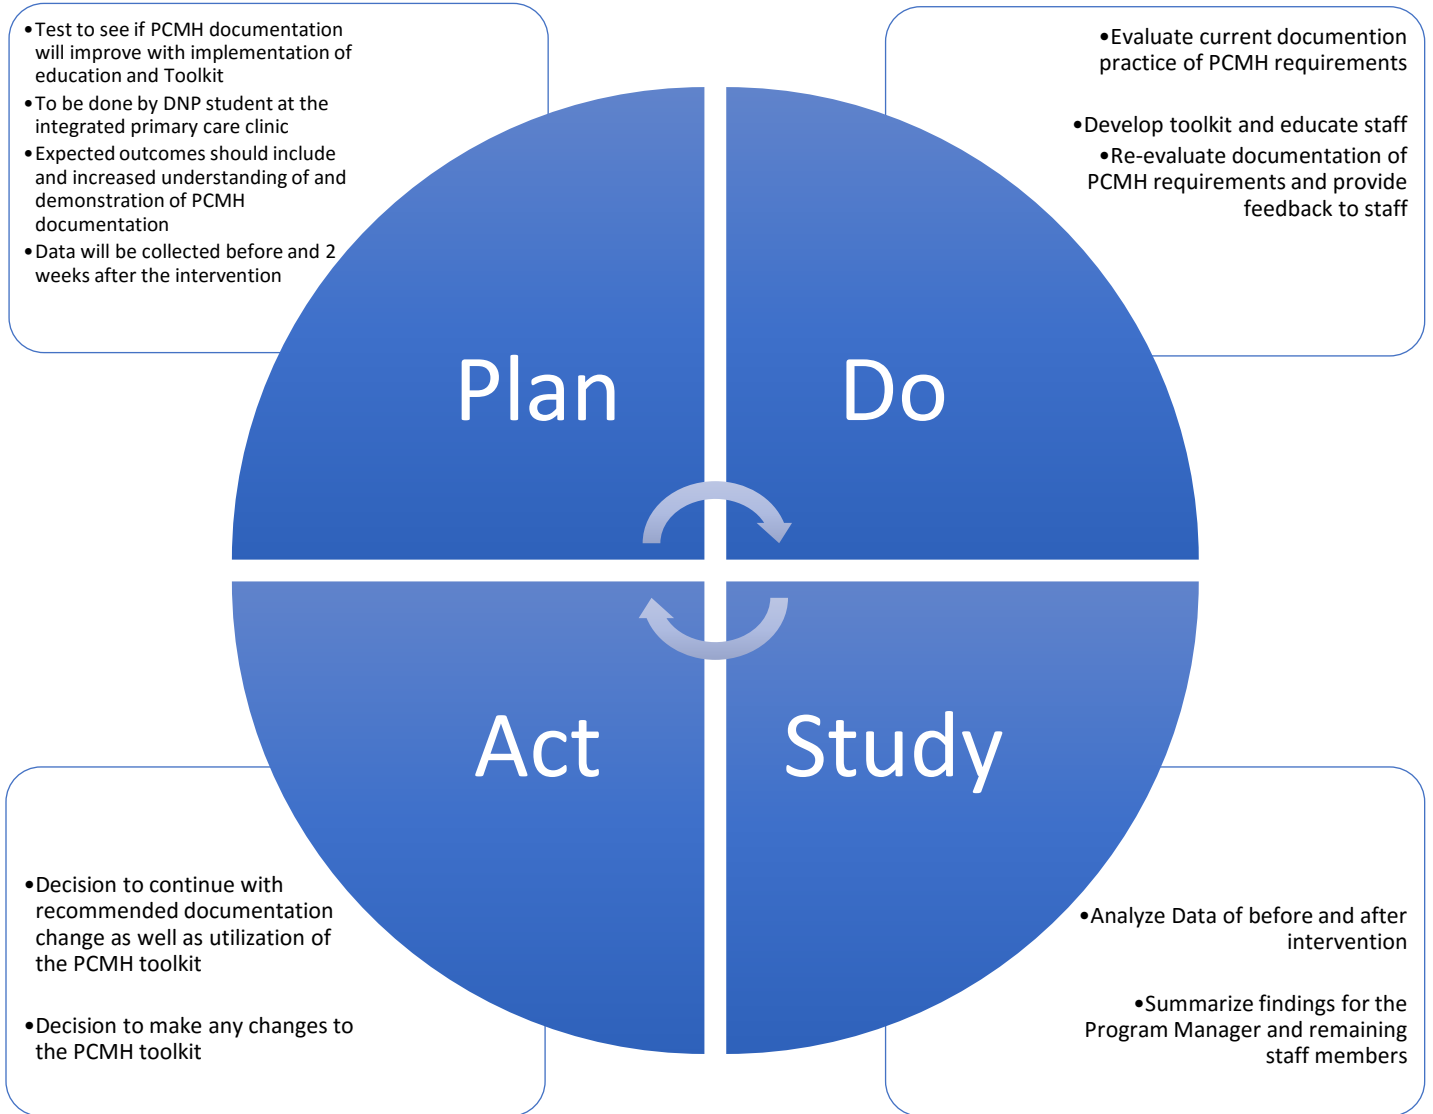 •Test to see if PCMH documentation
will improve with implementation of
education and Toolkit
•To be done by DNP student at the
integrated primary care clinic
•Expected outcomes should include
and increased understanding of and
demonstration of PCMH
documentation
•Data will be collected before and 2
weeks after the intervention
•Evaluate current documention
practice of PCMH requirements
•Develop toolkit and educate staff
•Re-evaluate documentation of
PCMH requirements and provide
feedback to staff
Plan
Do
Act
Study
•Decision to continue with
recommended documentation
change as well as utilization of
the PCMH toolkit
•Decision to make any changes to
the PCMH toolkit
•Analyze Data of before and after
intervention
•Summarize findings for the
Program Manager and remaining
staff members